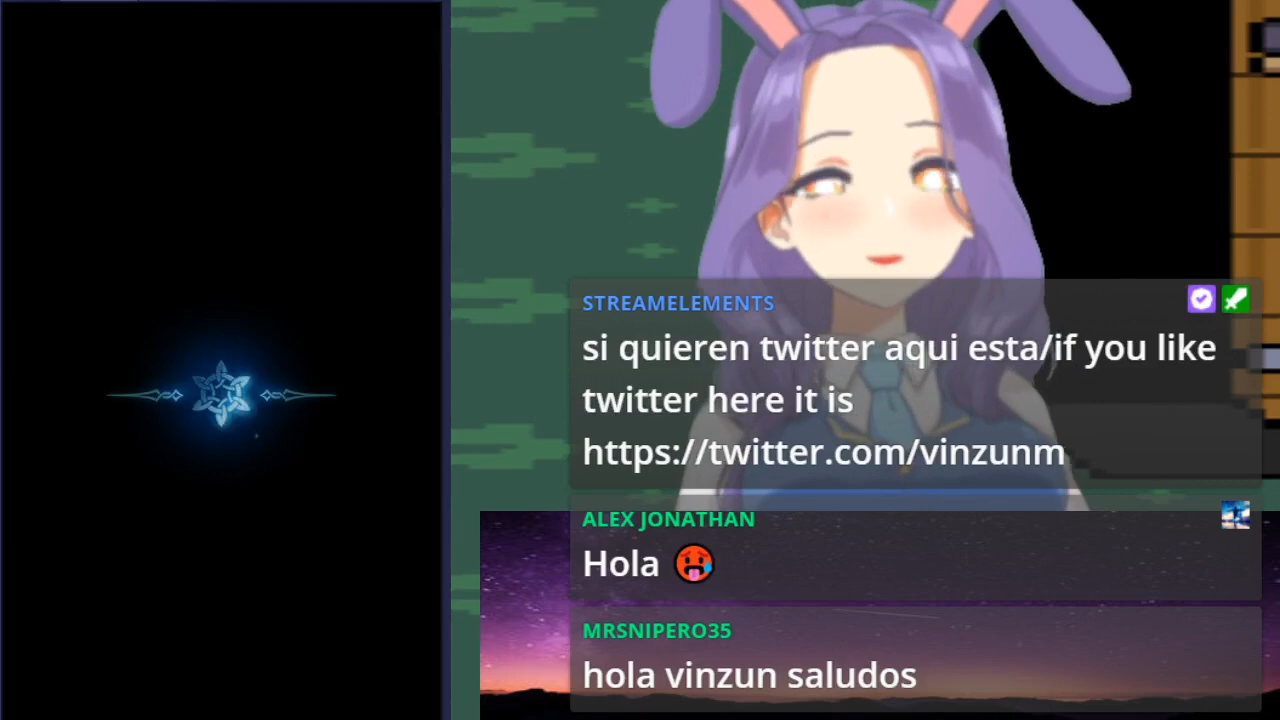 STREAMELEMENTS
si quieren twitter aqui esta/if you like
twitter here it is
https://twitter.com/vinzunm
ALEX JONATHAN
Hola 🥵
MRSNIPERO35
hola vinzun saludos